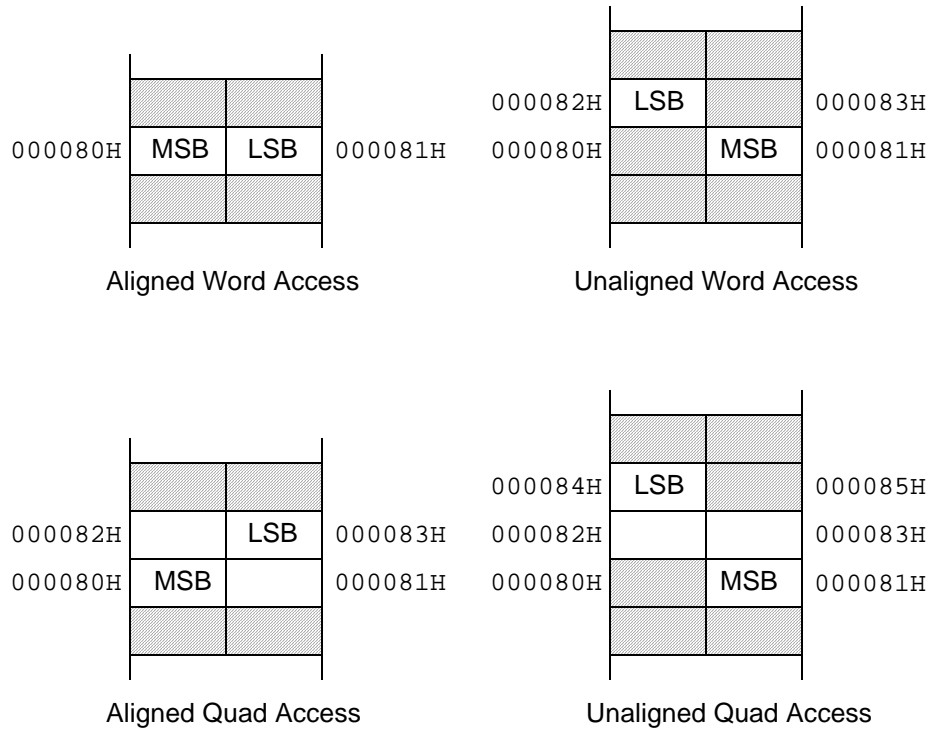 000080H MSB LSB 000081H
Aligned Word Access
000082H LSB 000083H
000080H MSB 000081H
Unaligned Word Access
000082H LSB 000083H
000080H MSB 000081H
Aligned Quad Access
000084H LSB 000085H
000082H 000083H
000080H MSB 000081H
Unaligned Quad Access